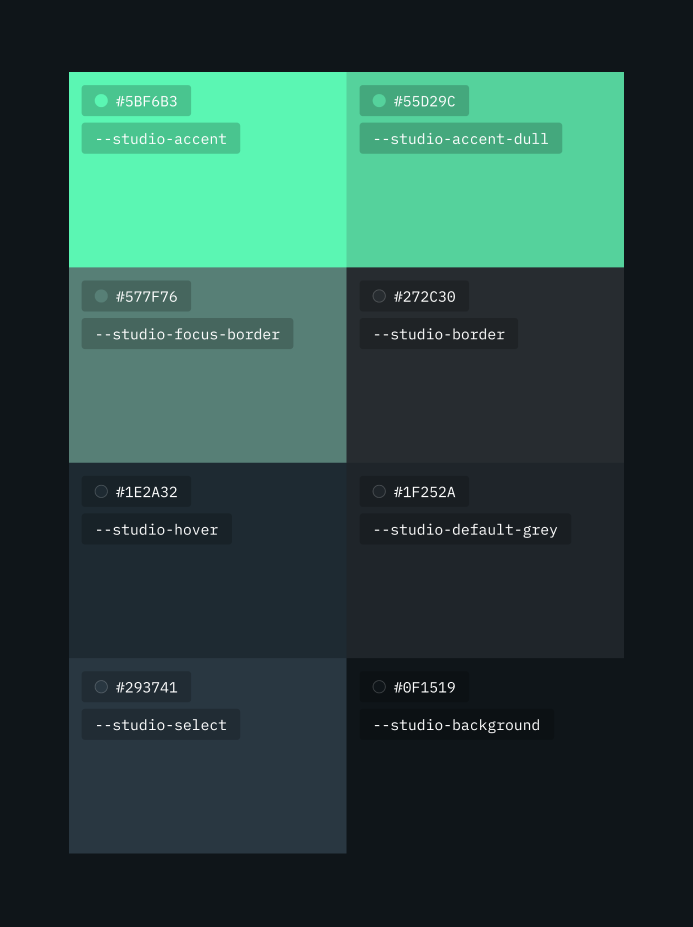 #5BF6B3
--studio-accent
#55D29C
--studio-accent-dull
#577F76
--studio-focus-border
#272C30
--studio-border
#1E2A32
--studio-hover
#1F252A
--studio-default-grey
#293741
--studio-select
#0F1519
--studio-background